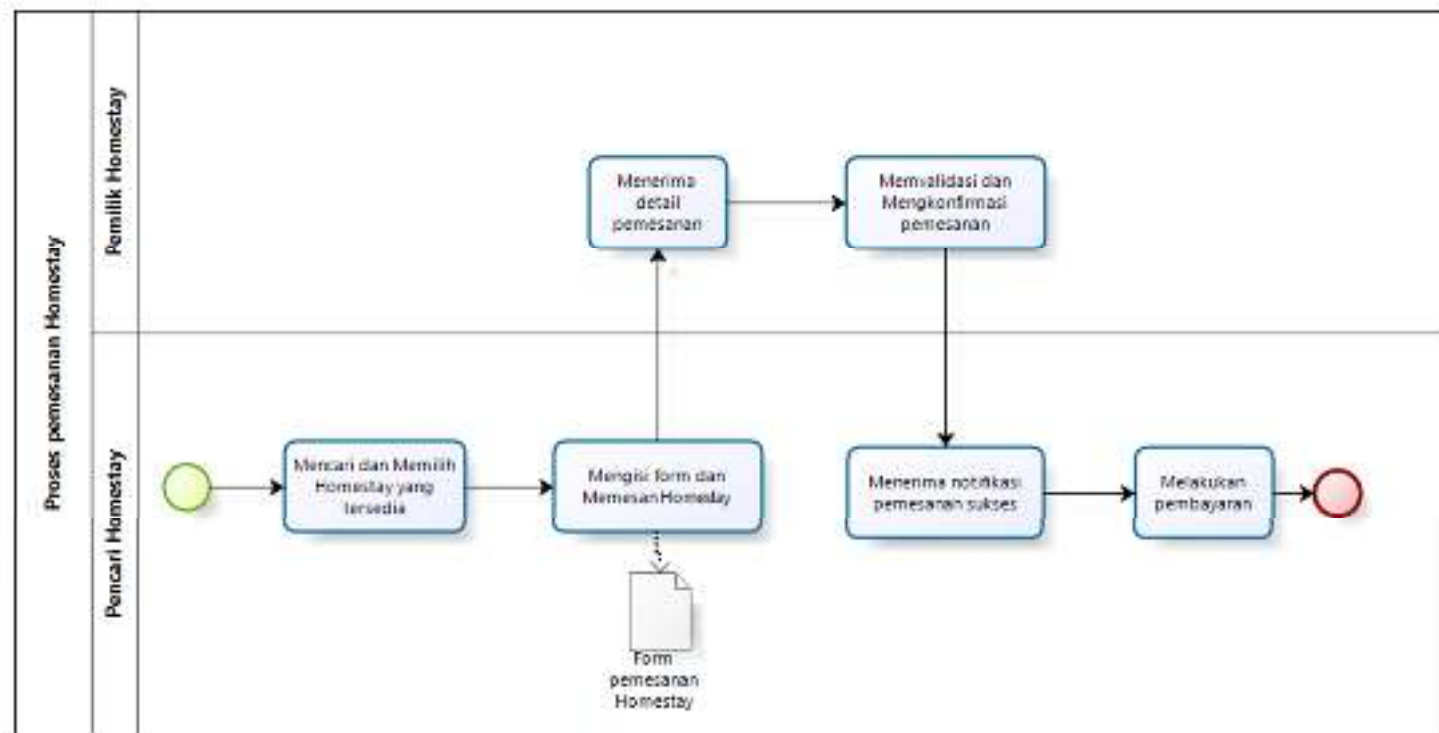 Proses pemesanan Homestay
Pemilik Homestay
Menerima
detail
pemesanan
Memvalidasi dan
Mengkonfirmasi
pemesanan
Pencari Homestay
Mencari dan Memilih
Homestay yang
tersedia
Mengisi form dan
Memesan Homestay
Menerima notifikasi
pemesanan sukses
Melakukan
pembayaran
Form
pemesanan
Homestay